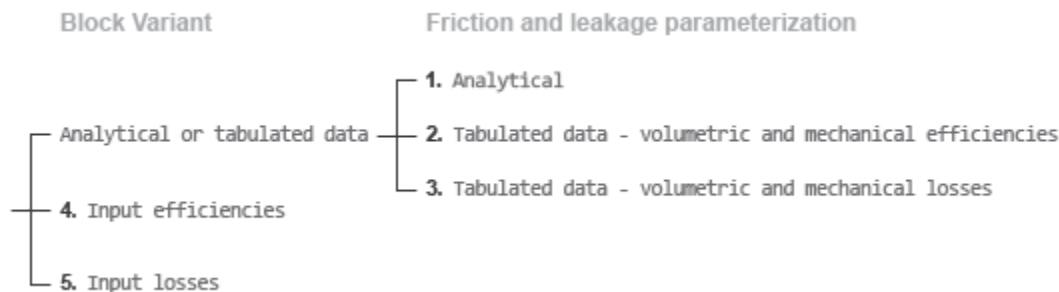 Block Variant
Friction and leakage parameterization
1. Analytical
Analytical or tabulated data
2. Tabulated data - volumetric and mechanical efficiencies
3. Tabulated data - volumetric and mechanical losses
4. Input efficiencies
5. Input losses